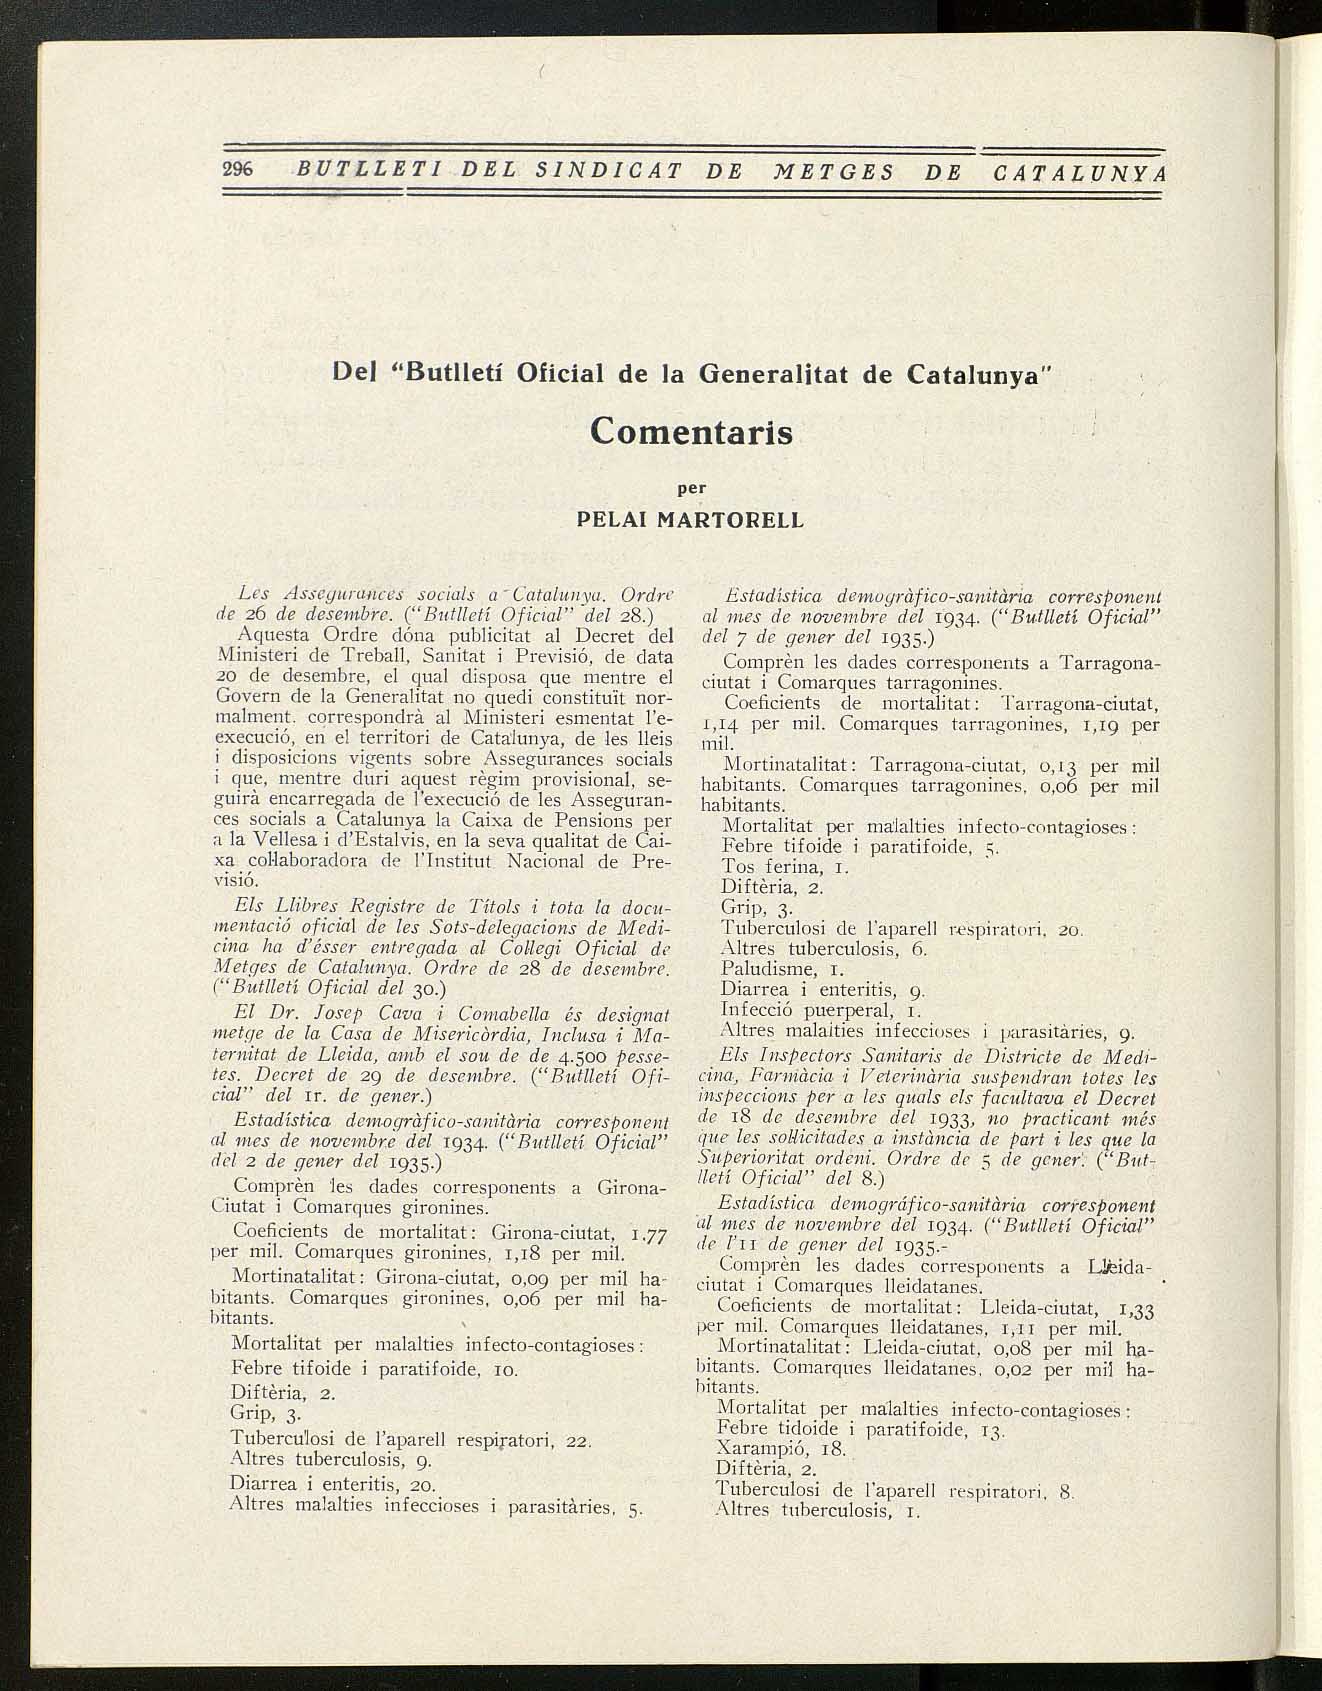 296 BUTLLETI DEL SINDICAT DE METGES DE CATALUNYA
Del “Butlletí Oficial de la Generalitat de Catalunya”
Comentaris
per
PELAI MARTORELL
Les Assegurances socials a Catalunya. Ordre
de 26 de desembre. (“Butlletí Oficial” del 28.)
Aquesta Ordre dóna publicitat al Decret del
Ministeri de Treball, Sanitat i Previsió, de data
20 de desembre, el qual disposa que mentre el
Govern de la Generalitat no quedi constituït nor-
malment. correspondrà al Ministeri esmentat l’e-
execució, en el territori de Catalunya, de les lleis
i disposicions vigents sobre Assegurances socials
i que, mentre duri aquest règim provisional, se-
guirà encarregada de l’execució de les Asseguran-
ces socials a Catalunya la Caixa de Pensions per
a la Vellesa i d’Estalvis, en la seva qualitat de Cai-
xa col·laboradora de l’Institut Nacional de Pre-
visió.
Els Llibres Registre de Títols i tota la docu-
mentació oficial de les Sots-delegacions de Medi-
cina ha d’ésser entregada al Col·legi Oficial de
Metges de Catalunya. Ordre de 28 de desembre.
(“Butlletí Oficial del 30.)
El Dr. Josep Cava i Comabella és designat
metge de la Casa de Misericòrdia, Inclusa i Ma-
ternitat de Lleida, amb el sou de de 4.500 pesse-
tes. Decret de 29 de desembre. (“Butlletí Ofi-
cial” del 1r. de gener.)
Estadística demogràfico-sanitària corresponent
al mes de novembre del 1934. (“Butlletí Oficial”
del 2 de gener del 1935.)
Comprèn les dades corresponents a Girona-
Ciutat i Comarques gironines.
Coeficients de mortalitat: Girona-ciutat, 1.77
per mil. Comarques gironines, 1,18 per mil.
Mortinatalitat: Girona-ciutat, 0,09 per mil ha-
bitants. Comarques gironines, 0,06 per mil ha-
bitants.
Mortalitat per malalties infecto-contagioses:
Febre tifoide i paratifoide, 10.
Diftèria, 2.
Grip, 3.
Tuberculosi de l’aparell respiratori, 22.
Altres tuberculosis, 9.
Diarrea i enteritis, 20.
Altres malalties infeccioses i parasitàries, 5.
Estadística demogràfico-sanitària corresponent
al mes de novembre del 1934. (“Butlletí Oficial”
del 7 de gener del 1935.)
Comprèn les dades corresponents a Tarragona-
ciutat i Comarques tarragonines.
Coeficients de mortalitat: Tarragona-ciutat,
1,14 per mil. Comarques tarragonines, 1,19 per
mil.
Mortinatalitat: Tarragona-ciutat, 0,13 per mil
habitants. Comarques tarragonines, 0,06 per mil
habitants.
Mortalitat per malalties infecto-contagioses:
Febre tifoide i paratifoide, 5.
Tos ferina, 1.
Diftèria, 2.
Grip, 3.
Tuberculosi de l’aparell respiratori, 20.
Altres tuberculosis, 6.
Paludisme, 1.
Diarrea i enteritis, 9.
Infecció puerperal, 1.
Altres malalties infeccioses i parasitàries, 9.
Els Inspectors Sanitaris de Districte de Medi-
cina, Farmàcia i Veterinària suspendran totes les
inspeccions per a les quals els facultava el Decret
de 18 de desembre del 1933, no practicant més
que les sol·licitades a instància de part i les que la
Superioritat ordeni. Ordre de 5 de gener. (“But-
lletí Oficial” del 8.)
Estadística demográfico-sanitària corresponent
al mes de novembre del 1934. (“Butlletí Oficial”
de l’11 de gener del 1935.-
Comprèn les dades corresponents a Lleida-
ciutat i Comarques lleidatanes.
Coeficients de mortalitat: Lleida-ciutat, 1,33
per mil. Comarques lleidatanes, 1,11 per mil.
Mortinatalitat: Lleida-ciutat, 0,08 per mil ha-
bitants. Comarques lleidatanes, 0,02 per mil ha-
bitants.
Mortalitat per malalties infecto-contagioses:
Febre tidoide i paratifoide, 13.
Xarampió, 18.
Diftèria, 2.
Tuberculosi de l’aparell respiratori, 8.
Altres tuberculosis, 1.